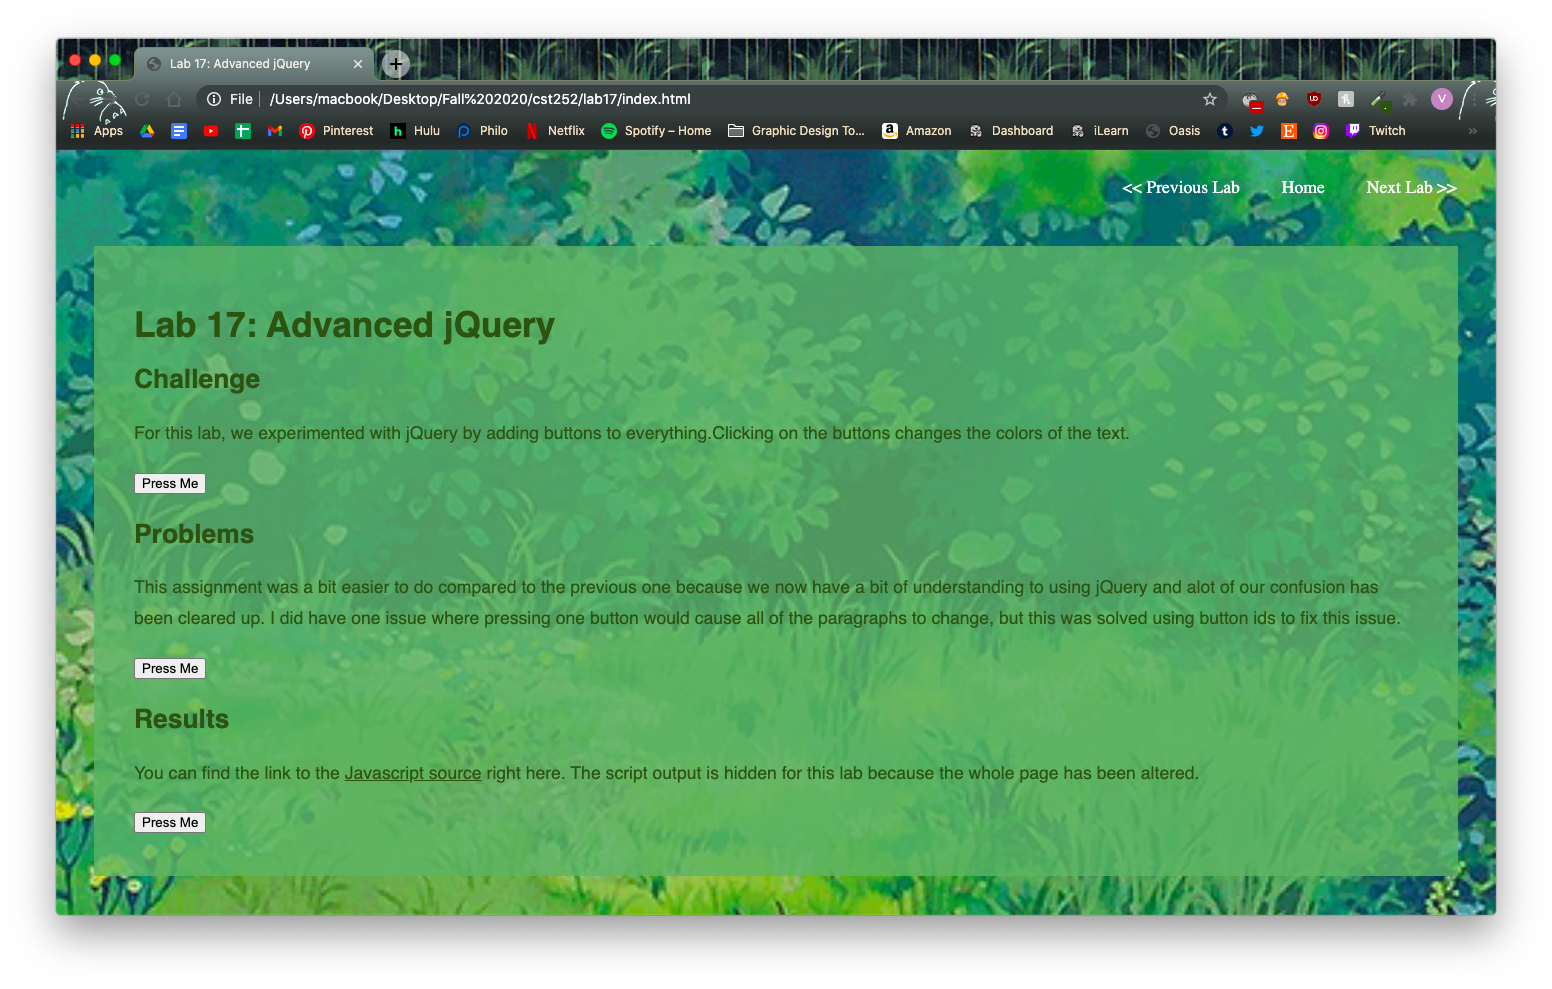 Lab 17: Advanced jQuery
File /Users/macbook/Desktop/Fall%202020/cst252/lab17/index.html
V
Apps Pinterest Hulu Philo Netflix Spotify – Home Graphic Design To... Amazon Dashboard iLearn Oasis Twitch »
<< Previous Lab Home Next Lab >>
Lab 17: Advanced jQuery
Challenge
For this lab, we experimented with jQuery by adding buttons to everything.Clicking on the buttons changes the colors of the text.
Press Me
Problems
This assignment was a bit easier to do compared to the previous one because we now have a bit of understanding to using jQuery and alot of our confusion has
been cleared up. I did have one issue where pressing one button would cause all of the paragraphs to change, but this was solved using button ids to fix this issue.
Press Me
Results
You can find the link to the Javascript source right here. The script output is hidden for this lab because the whole page has been altered.
Press Me